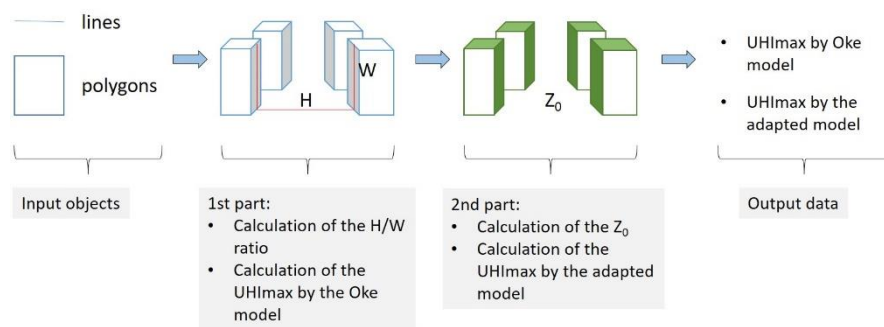 lines
polygons
H
W
Z₀
• UHImax by Oke
model
• UHImax by the
adapted model
Input objects
1st part:
• Calculation of the H/W
ratio
• Calculation of the
UHImax by the Oke
model
2nd part:
• Calculation of the Z₀
• Calculation of the
UHImax by the adapted
model
Output data